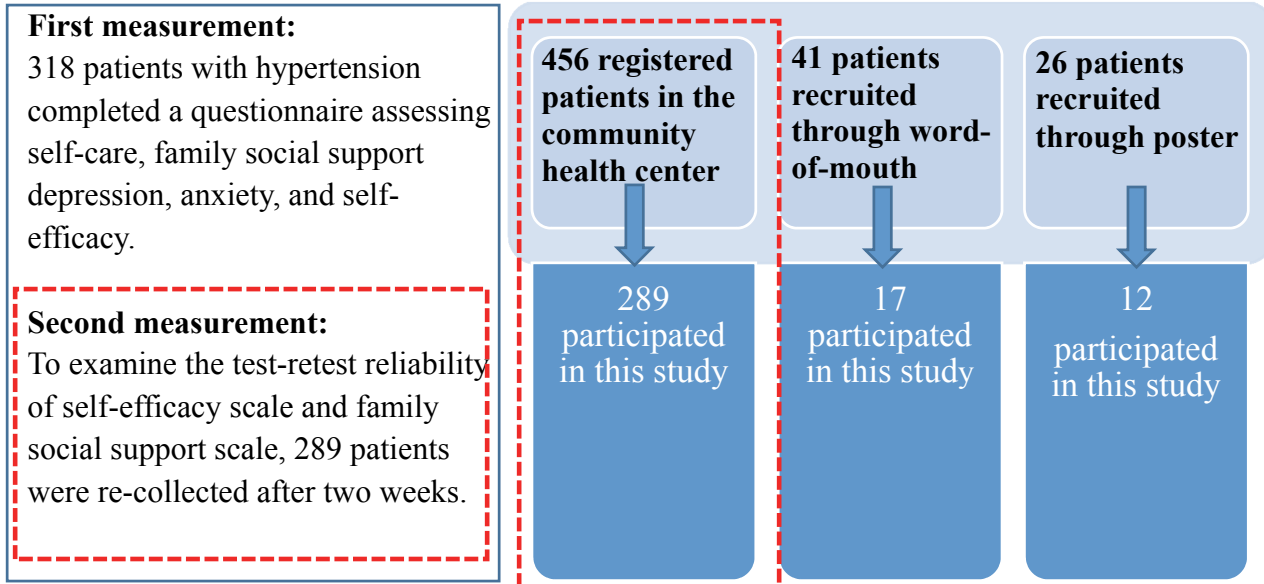 First measurement:
318 patients with hypertension
completed a questionnaire assessing
self-care, family social support
depression, anxiety, and self-
efficacy.
Second measurement:
To examine the test-retest reliability
of self-efficacy scale and family
social support scale, 289 patients
were re-collected after two weeks.
456 registered
patients in the
community
health center
41 patients
recruited
through word-
of-mouth
26 patients
recruited
through poster
289
participated
in this study
17
participated
in this study
12
participated
in this study